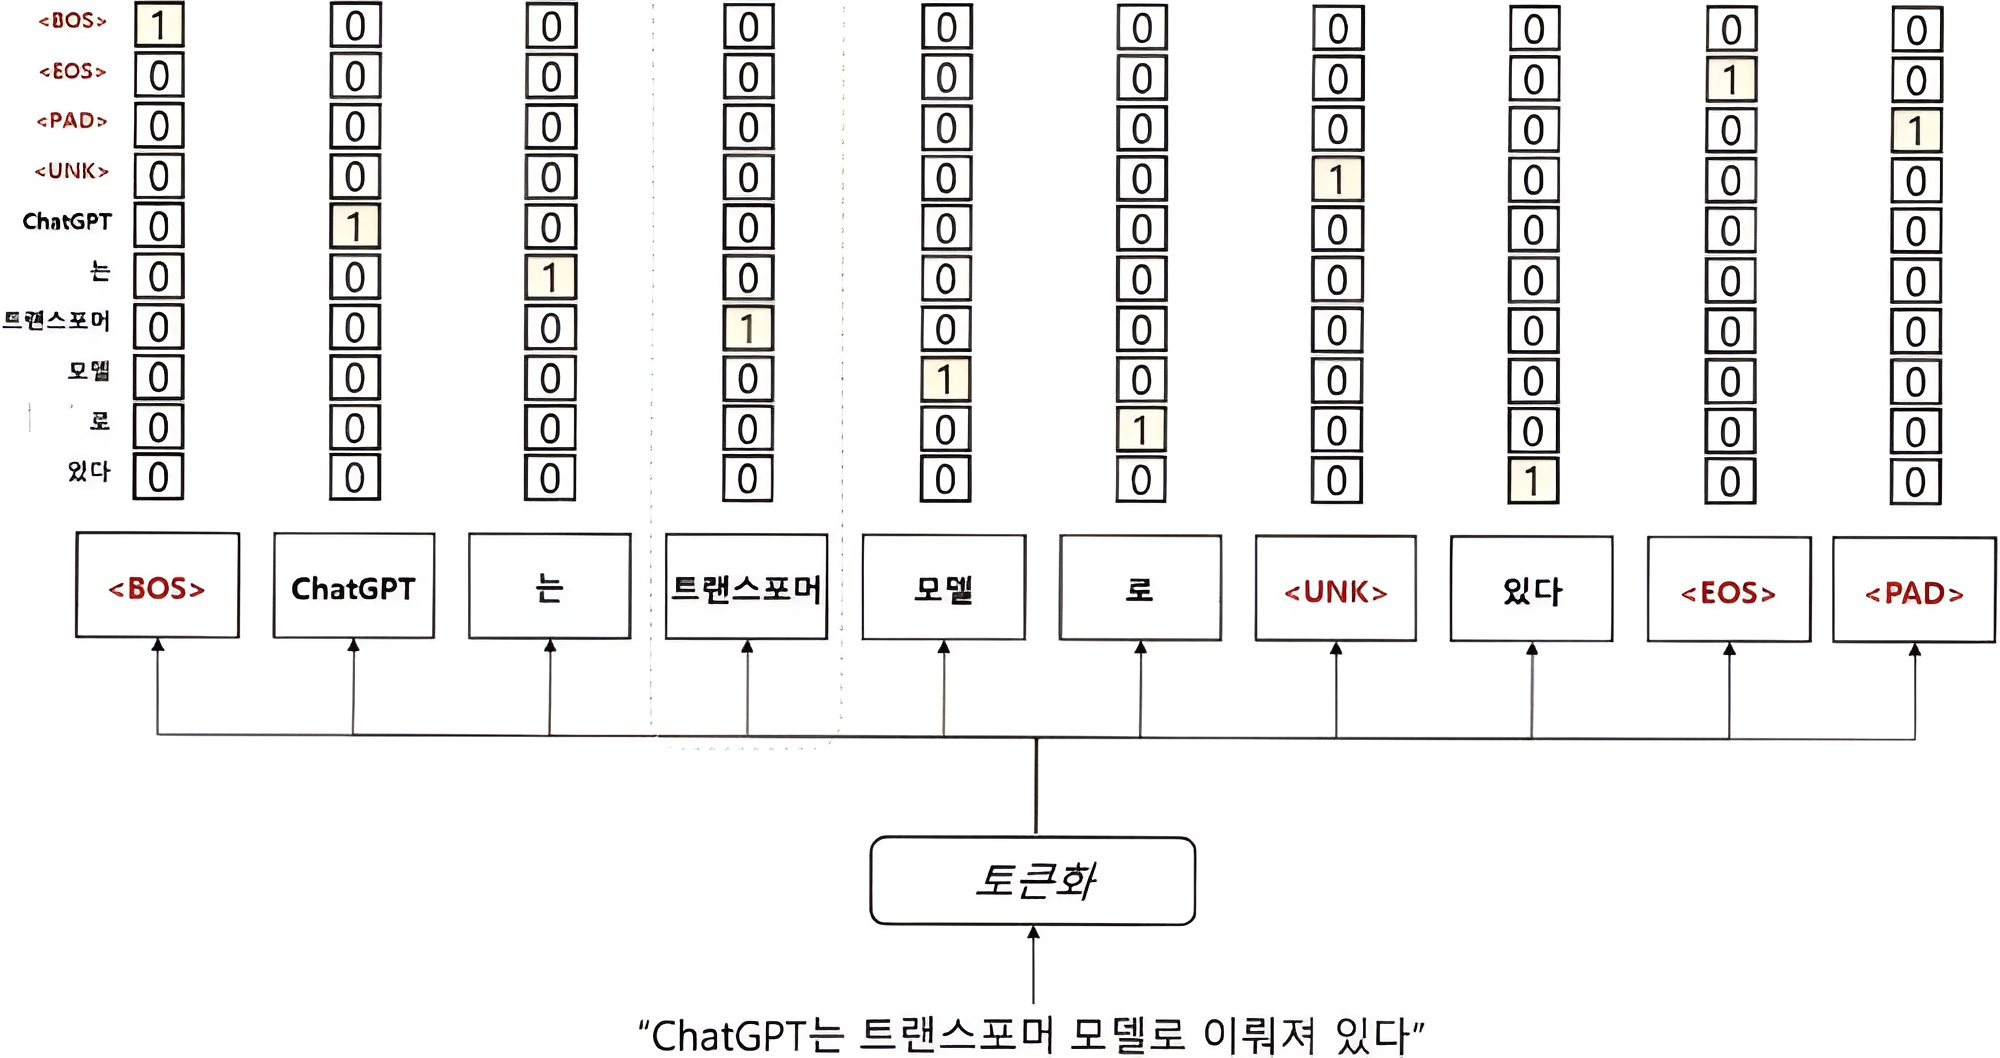 <BOS> 1 0 0 0 0 0 0 0 0 0
<EOS> 0 0 0 0 0 0 0 0 1 0
<PAD> 0 0 0 0 0 0 0 0 0 1
<UNK> 0 0 0 0 0 0 1 0 0 0
ChatGPT 0 1 0 0 0 0 0 0 0 0
는 0 0 1 0 0 0 0 0 0 0
트랜스포머 0 0 0 1 0 0 0 0 0 0
모델 0 0 0 0 1 0 0 0 0 0
로 0 0 0 0 0 1 0 0 0 0
있다 0 0 0 0 0 0 0 1 0 0
<BOS> ChatGPT 는 트랜스포머 모델 로 <UNK> 있다 <EOS> <PAD>
토큰화
“ChatGPT는 트랜스포머 모델로 이뤄져 있다”